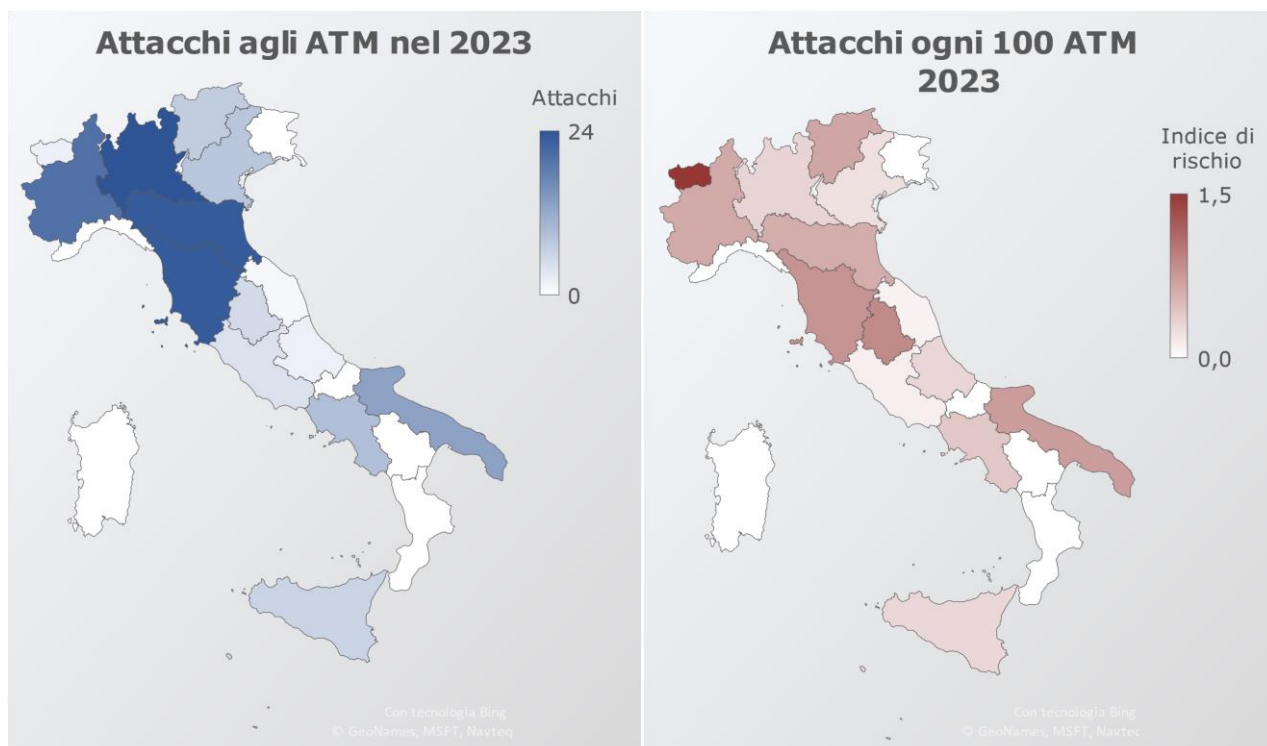 Attacchi agli ATM nel 2023
Attacchi
24
0
Con tecnologia Bing
© GeoNames, MSFT, Navteq
Attacchi ogni 100 ATM
2023
Indice di
rischio
1,5
0,0
Con tecnologia Bing
© GeoNames, MSFT, Navtec